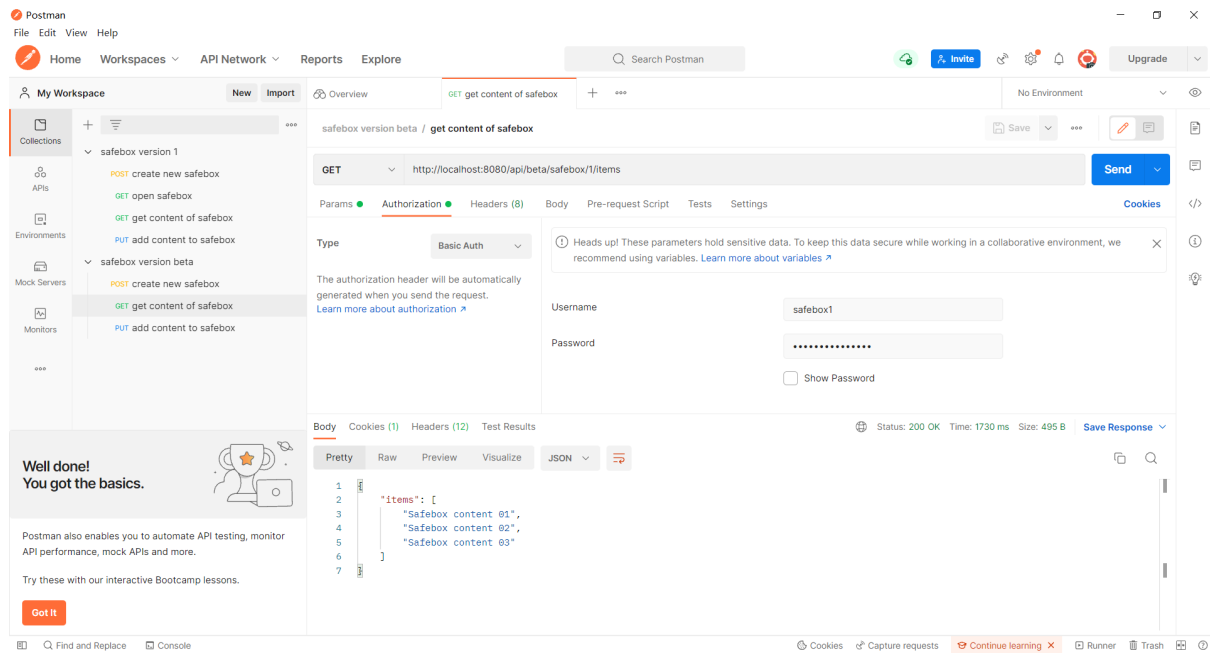 Postman
File Edit View Help
Home Workspaces API Network Reports Explore
Search Postman
Invite
Upgrade
My Workspace
New Import
Overview
GET get content of safebox
No Environment
Collections
APIs
Environments
Mock Servers
Monitors
safebox version 1
POST create new safebox
GET open safebox
GET get content of safebox
PUT add content to safebox
safebox version beta
POST create new safebox
GET get content of safebox
PUT add content to safebox
Well done!
You got the basics.
Postman also enables you to automate API testing, monitor
API performance, mock APIs and more.
Try these with our interactive Bootcamp lessons.
Got It
safebox version beta / get content of safebox
Save
GET
http://localhost:8080/api/beta/safebox/1/items
Send
Params Authorization Headers (8) Body Pre-request Script Tests Settings
Cookies
Type
Basic Auth
The authorization header will be automatically
generated when you send the request.
Learn more about authorization ↗
Heads up! These parameters hold sensitive data. To keep this data secure while working in a collaborative environment, we
recommend using variables. Learn more about variables ↗
Username
safebox1
Password
•••••••••••••••
Show Password
Body Cookies (1) Headers (12) Test Results
Status: 200 OK Time: 1730 ms Size: 495 B
Save Response
Pretty Raw Preview Visualize
JSON
1 {
2 "items": [
3 "Safebox content 01",
4 "Safebox content 02",
5 "Safebox content 03"
6 ]
7 }
Find and Replace Console
Cookies Capture requests Continue learning Runner Trash